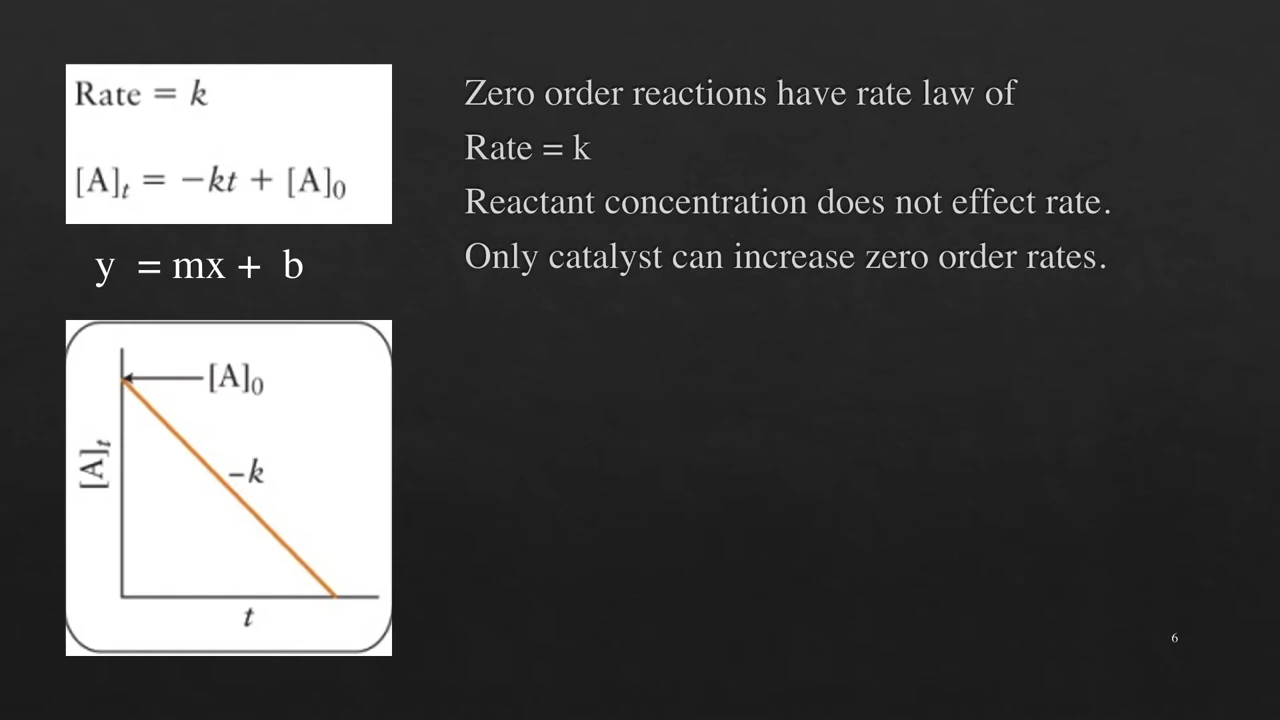 Rate = k
[A]t = −kt + [A]0
y = mx + b
[A]0
[A]t
−k
t
Zero order reactions have rate law of
Rate = k
Reactant concentration does not effect rate.
Only catalyst can increase zero order rates.
6